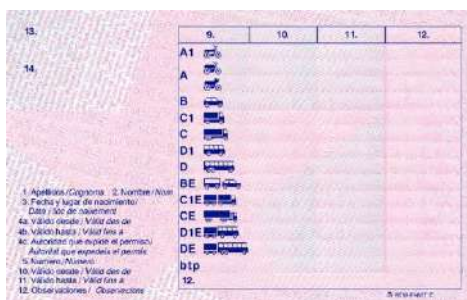 13.
14.
9. 10. 11. 12.
A1
A
B
C1
C
D1
D
BE
C1E
CE
D1E
DE
btp
12.
1. Apellidos / Cognoms 2. Nombre / Nom
3. Fecha y lugar de nacimiento /
Data i lloc de naixement
4a. Válido desde / Vàlid des de
4b. Válido hasta / Vàlid fins a
4c. Autoridad que expide el permiso /
Autoritat que expedeix el permís
5. Número / Número
10. Válido desde / Vàlid des de
11. Válido hasta / Vàlid fins a
12. Observaciones / Observacions